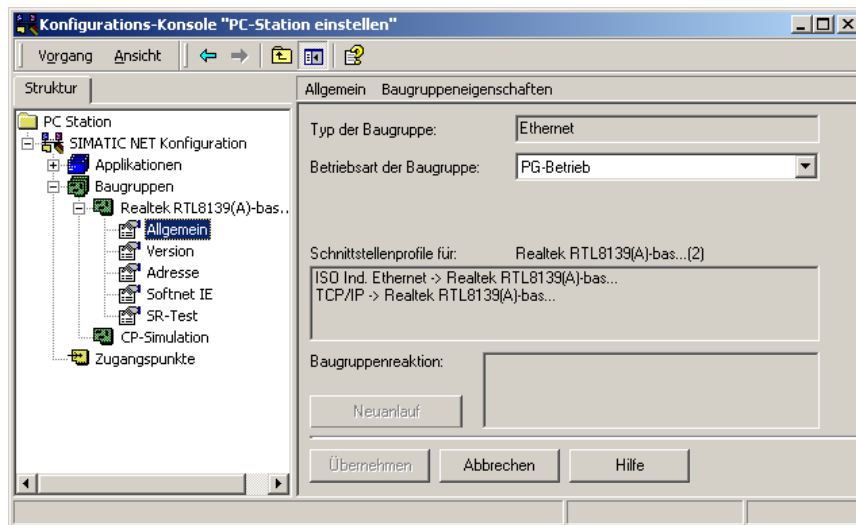 Konfigurations-Konsole "PC-Station einstellen"
Vorgang Ansicht
Struktur
PC Station
SIMATIC NET Konfiguration
Applikationen
Baugruppen
Realtek RTL8139(A)-bas..
Allgemein
Version
Adresse
Softnet IE
SR-Test
CP-Simulation
Zugangspunkte
Allgemein Baugruppeneigenschaften
Typ der Baugruppe: Ethernet
Betriebsart der Baugruppe: PG-Betrieb
Schnittstellenprofile für: Realtek RTL8139(A)-bas...(2)
ISO Ind. Ethernet -> Realtek RTL8139(A)-bas...
TCP/IP -> Realtek RTL8139(A)-bas...
Baugruppenreaktion:
Neuanlauf
Übernehmen Abbrechen Hilfe